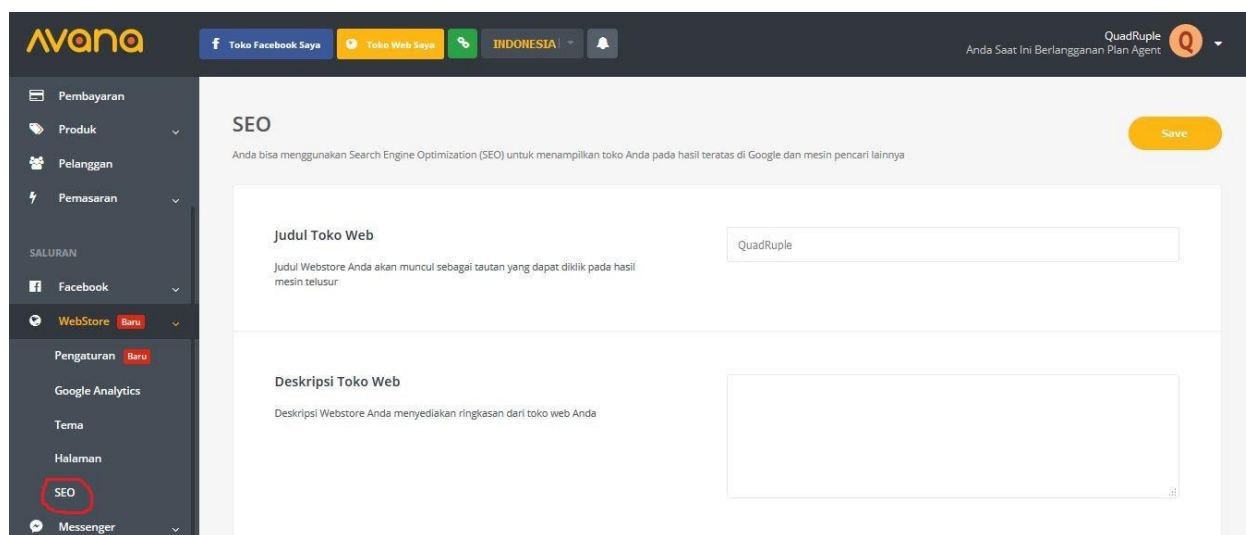 Avana
Toko Facebook Saya
Toko Web Saya
INDONESIA
QuadRuple
Anda Saat Ini Berlangganan Plan Agent
Q
Pembayaran
Produk
Pelanggan
Pemasaran
SALURAN
Facebook
WebStore Baru
Pengaturan Baru
Google Analytics
Tema
Halaman
SEO
Messenger
SEO
Save
Anda bisa menggunakan Search Engine Optimization (SEO) untuk menampilkan toko Anda pada hasil teratas di Google dan mesin pencari lainnya
Judul Toko Web
Judul Webstore Anda akan muncul sebagai tautan yang dapat diklik pada hasil
mesin telusur
QuadRuple
Deskripsi Toko Web
Deskripsi Webstore Anda menyediakan ringkasan dari toko web Anda